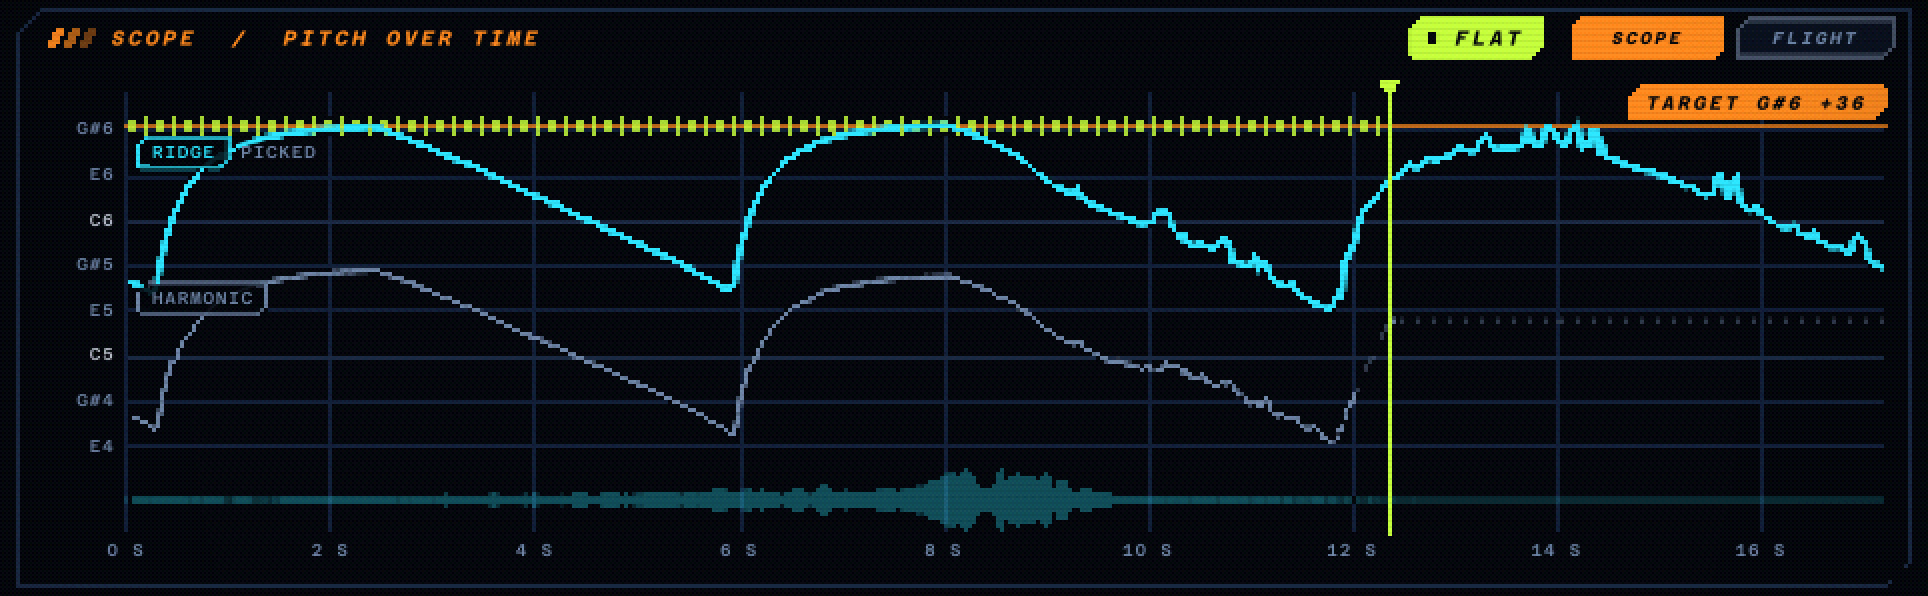 SCOPE / PITCH OVER TIME
FLAT
SCOPE
FLIGHT
TARGET G#6 +36
G#6
RIDGE PICKED
E6
C6
G#5
HARMONIC
E5
C5
G#4
E4
0 S 2 S 4 S 6 S 8 S 10 S 12 S 14 S 16 S